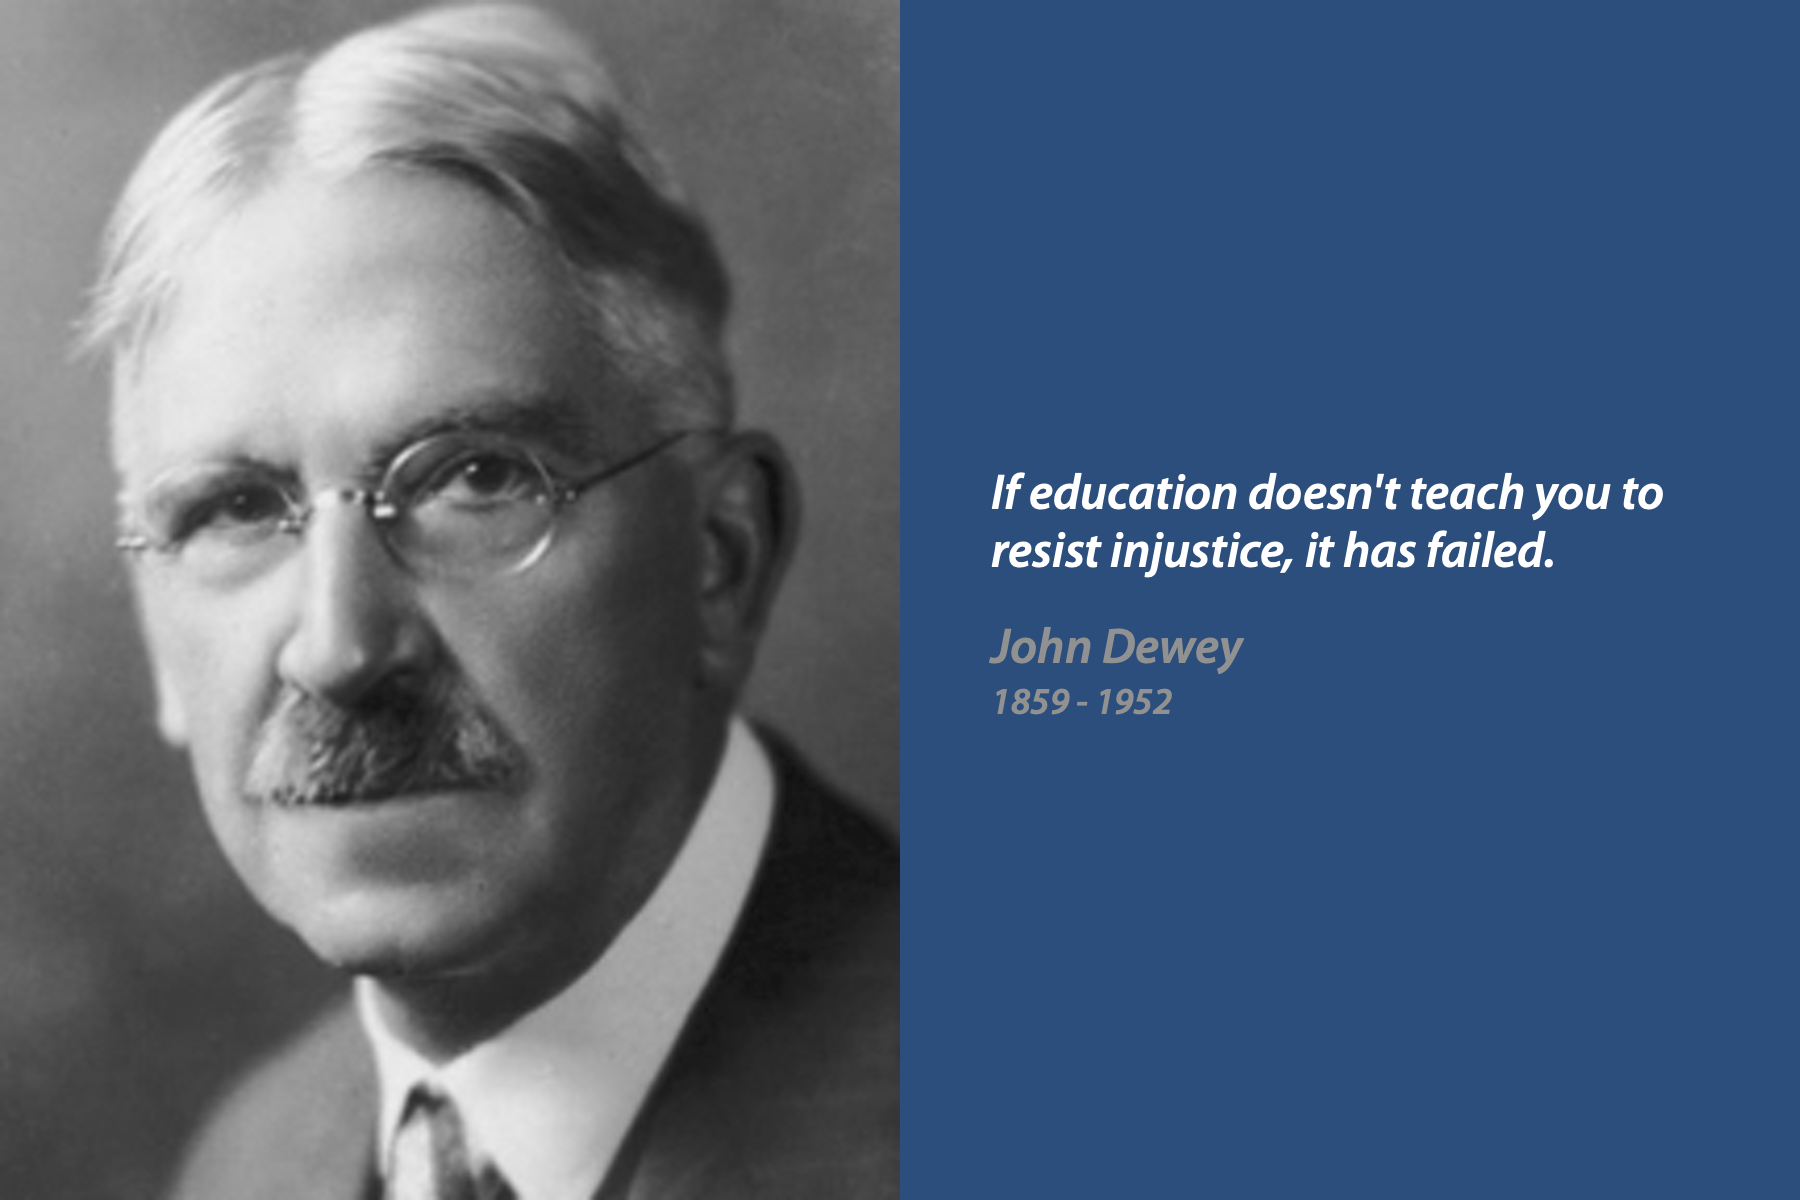 If education doesn't teach you to
resist injustice, it has failed.
John Dewey
1859 - 1952